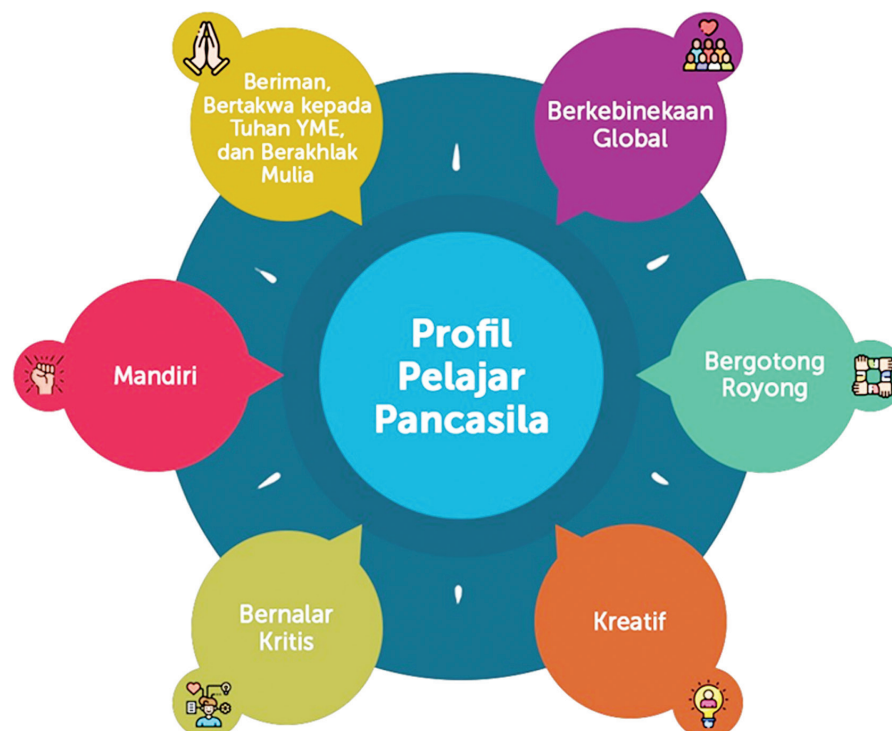 Beriman,
Bertakwa kepada
Tuhan YME,
dan Berakhlak
Mulia
Berkebinekaan
Global
Mandiri
Profil
Pelajar
Pancasila
Bergotong
Royong
Bernalar
Kritis
Kreatif